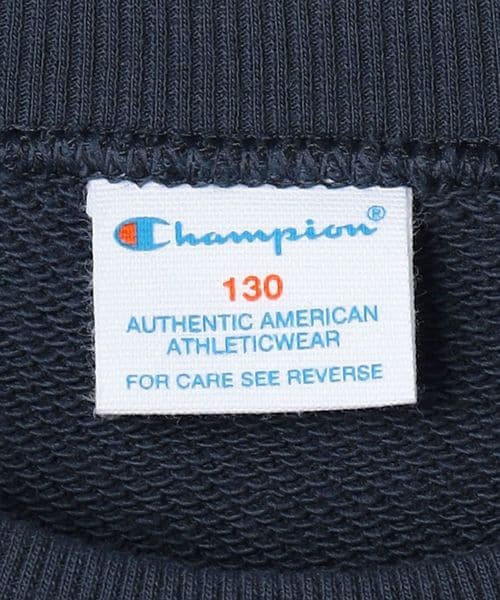 Champion®
130
AUTHENTIC AMERICAN
ATHLETICWEAR
FOR CARE SEE REVERSE